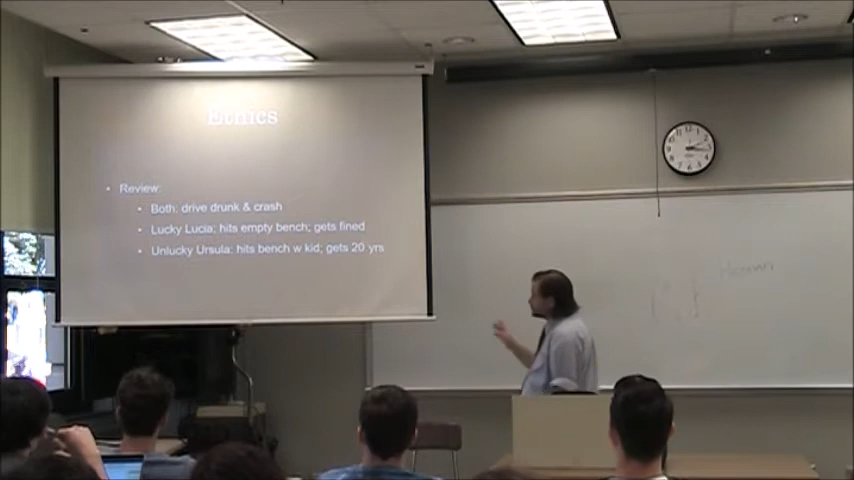 Ethics
• Review:
• Both: drive drunk & crash
• Lucky Lucia: hits empty bench; gets fined
• Unlucky Ursula: hits bench w kid; gets 20 yrs